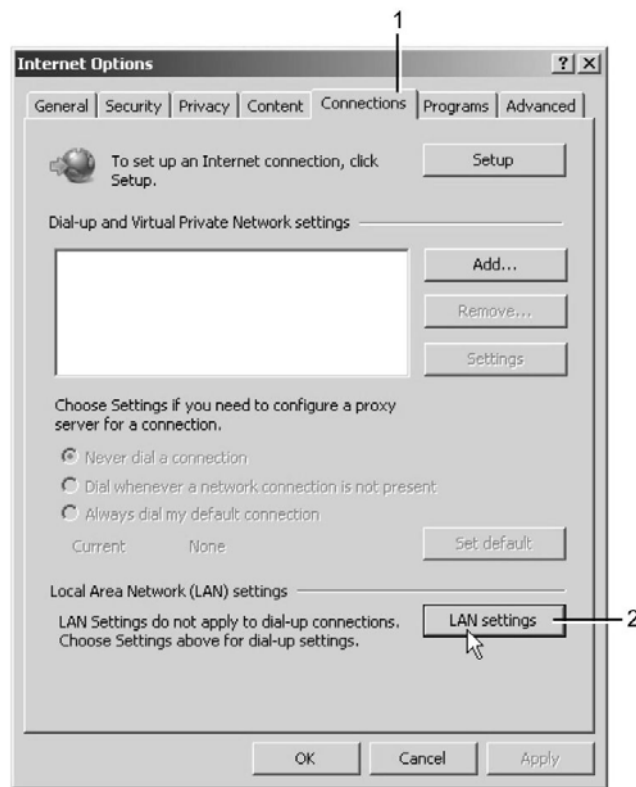 1
Internet Options
? X
General Security Privacy Content Connections Programs Advanced
To set up an Internet connection, click
Setup.
Setup
Dial-up and Virtual Private Network settings
Add...
Remove...
Settings
Choose Settings if you need to configure a proxy
server for a connection.
Never dial a connection
Dial whenever a network connection is not present
Always dial my default connection
Current None
Set default
Local Area Network (LAN) settings
LAN Settings do not apply to dial-up connections.
Choose Settings above for dial-up settings.
LAN settings
2
OK Cancel Apply